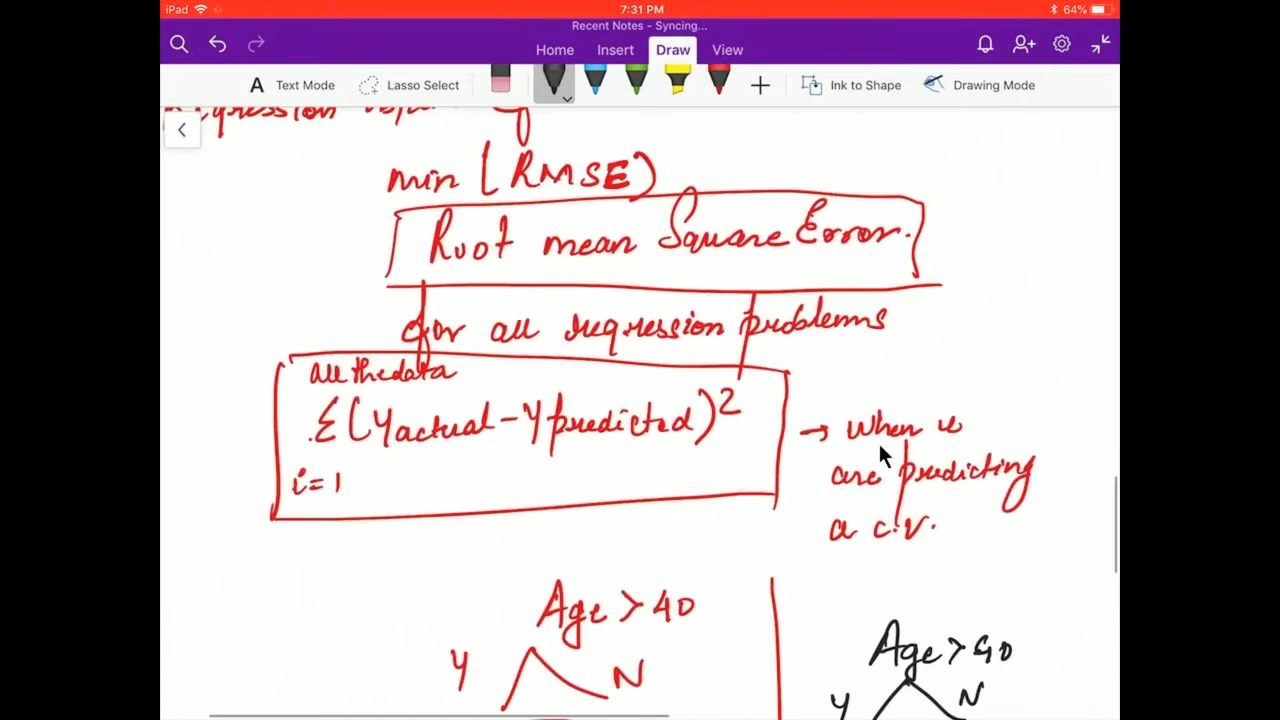 iPad 7:31 PM 64%
Recent Notes - Syncing...
Home Insert Draw View
Text Mode Lasso Select Ink to Shape Drawing Mode
min (RMSE)
Root mean Square Error.
for all regression problems
all the data
Σ(Yactual-Ypredicted)2
i=1
→ When u
are predicting
a c.v.
Age > 40
Y N
Age > 40
Y N